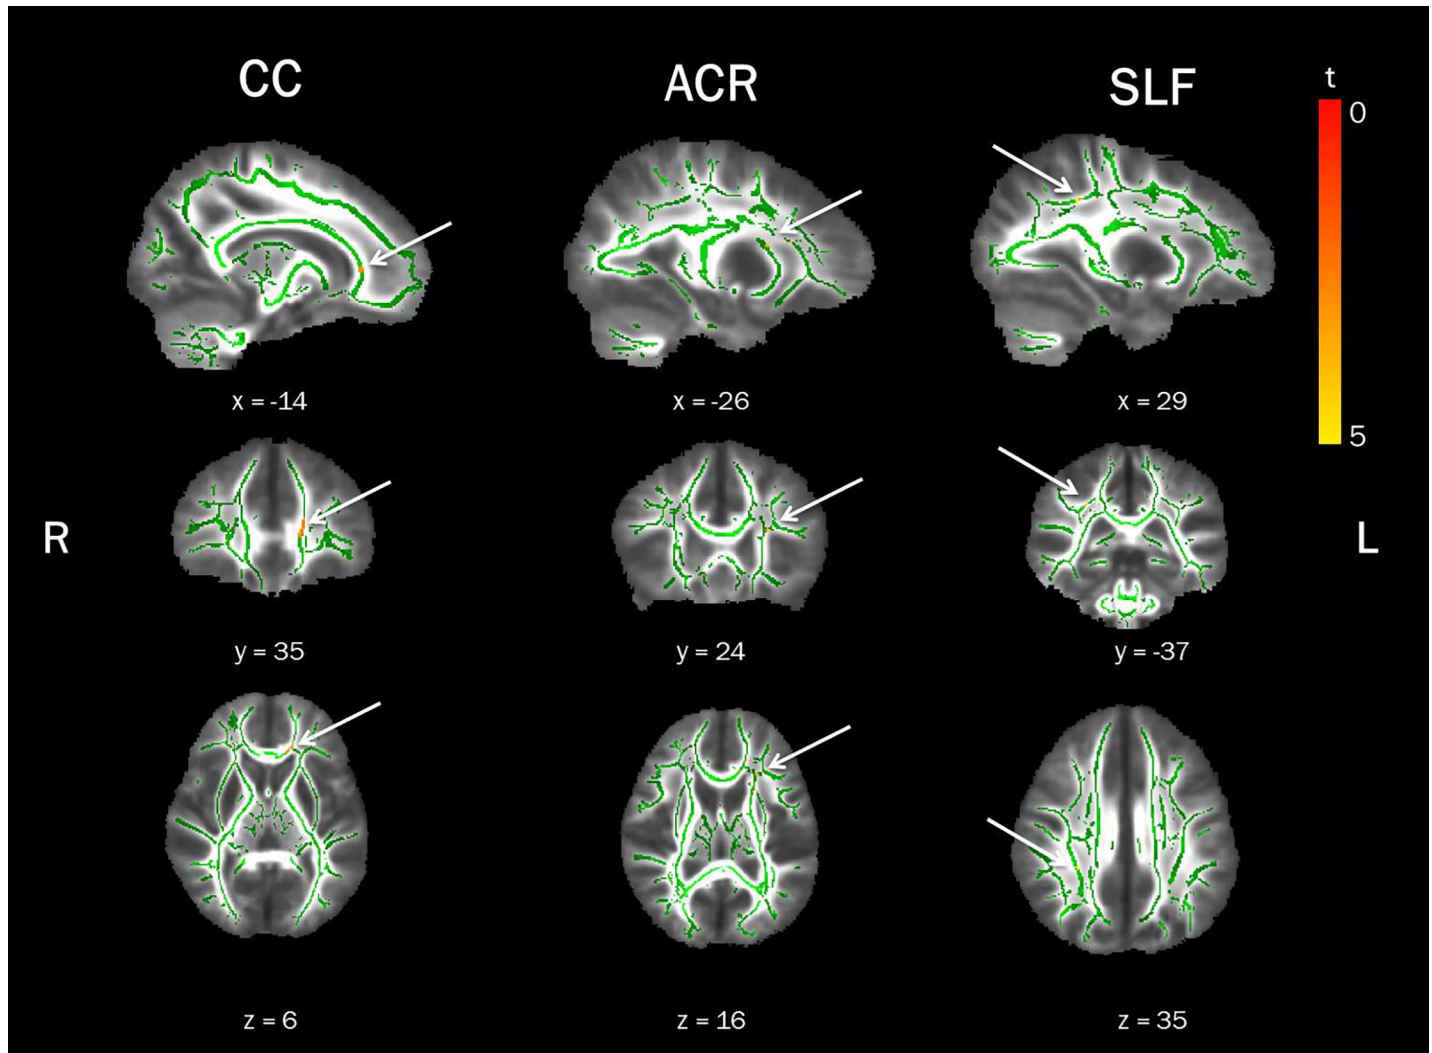 CC ACR SLF
t
0
5
x = -14 x = -26 x = 29
R L
y = 35 y = 24 y = -37
z = 6 z = 16 z = 35